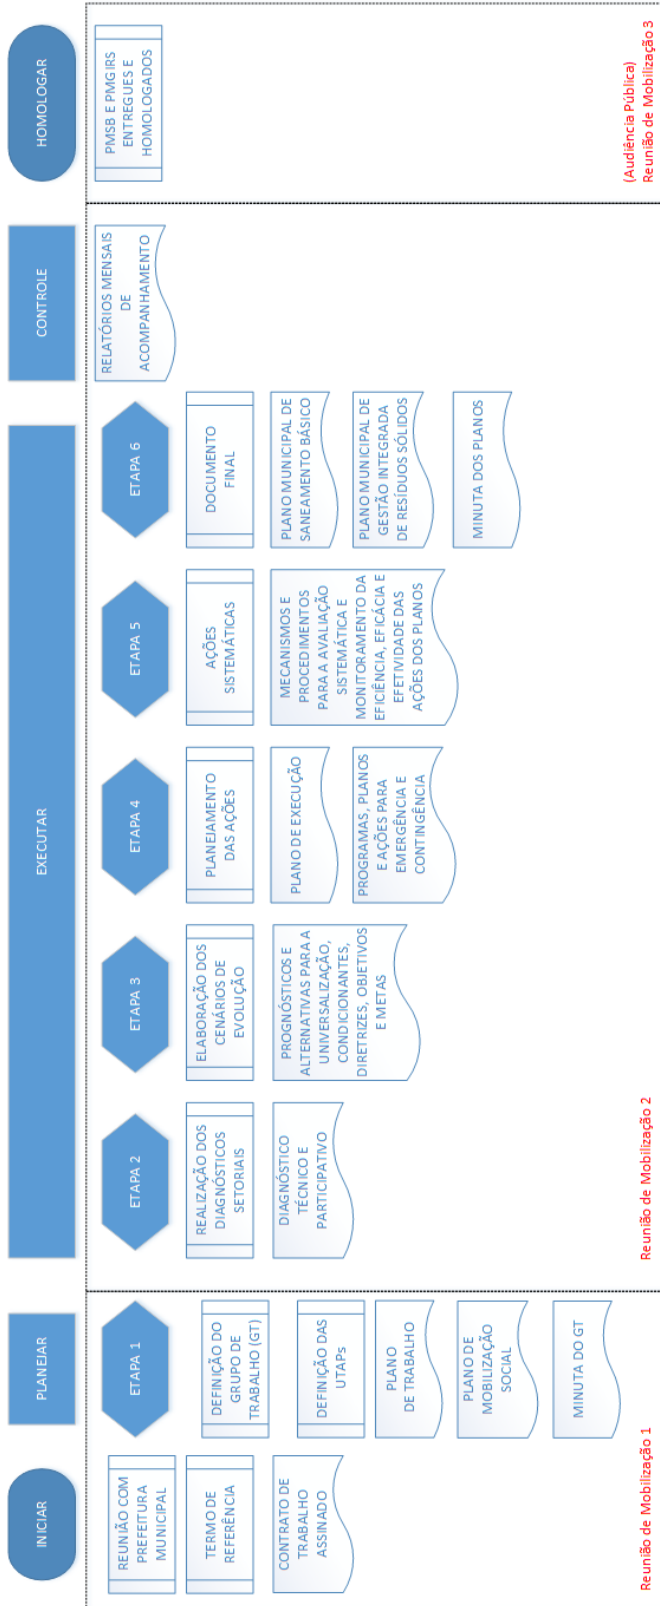 INICIAR
REUNIÃO COM
PREFEITURA
MUNICIPAL
TERMO DE
REFERÊNCIA
CONTRATO DE
TRABALHO
ASSINADO
PLANEJAR
ETAPA 1
DEFINIÇÃO DO
GRUPO DE
TRABALHO (GT)
DEFINIÇÃO DAS
UTAPs
PLANO
DE TRABALHO
PLANO DE
MOBILIZAÇÃO
SOCIAL
MINUTA DO GT
Reunião de Mobilização 1
EXECUTAR
ETAPA 2
REALIZAÇÃO DOS
DIAGNÓSTICOS
SETORIAIS
DIAGNÓSTICO
TÉCNICO E
PARTICIPATIVO
ETAPA 3
ELABORAÇÃO DOS
CENÁRIOS DE
EVOLUÇÃO
PROGNÓSTICOS E
ALTERNATIVAS PARA A
UNIVERSALIZAÇÃO,
CONDICIONANTES,
DIRETRIZES, OBJETIVOS
E METAS
ETAPA 4
PLANEJAMENTO
DAS AÇÕES
PLANO DE EXECUÇÃO
PROGRAMAS, PLANOS
E AÇÕES PARA
EMERGÊNCIA E
CONTINGÊNCIA
ETAPA 5
AÇÕES
SISTEMÁTICAS
MECANISMOS E
PROCEDIMENTOS
PARA A AVALIAÇÃO
SISTEMÁTICA E
MONITORAMENTO DA
EFICIÊNCIA, EFICÁCIA E
EFETIVIDADE DAS
AÇÕES DOS PLANOS
ETAPA 6
DOCUMENTO
FINAL
PLANO MUNICIPAL DE
SANEAMENTO BÁSICO
PLANO MUNICIPAL DE
GESTÃO INTEGRADA
DE RESÍDUOS SÓLIDOS
MINUTA DOS PLANOS
Reunião de Mobilização 2
CONTROLE
RELATÓRIOS MENSAIS
DE
ACOMPANHAMENTO
HOMOLOGAR
PMSB E PMGIRS
ENTREGUES E
HOMOLOGADOS
(Audiência Pública)
Reunião de Mobilização 3